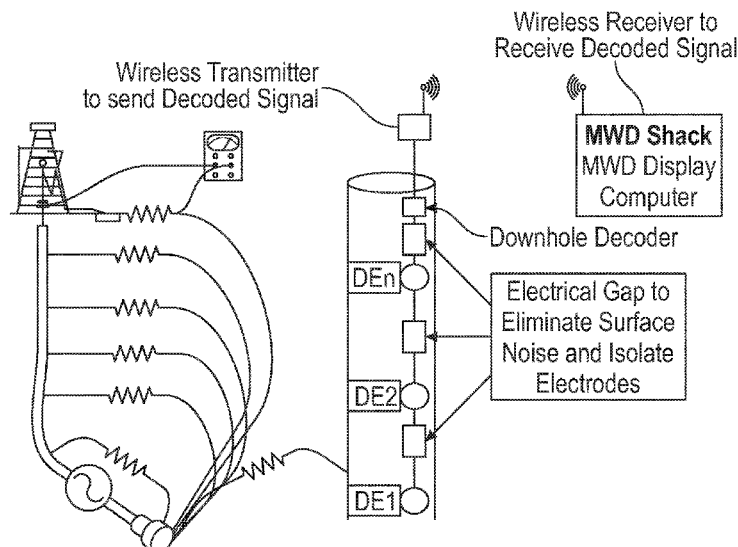 Wireless Receiver to
Receive Decoded Signal
Wireless Transmitter
to send Decoded Signal
MWD Shack
MWD Display
Computer
Downhole Decoder
DEn
Electrical Gap to
Eliminate Surface
Noise and Isolate
Electrodes
DE2
DE1